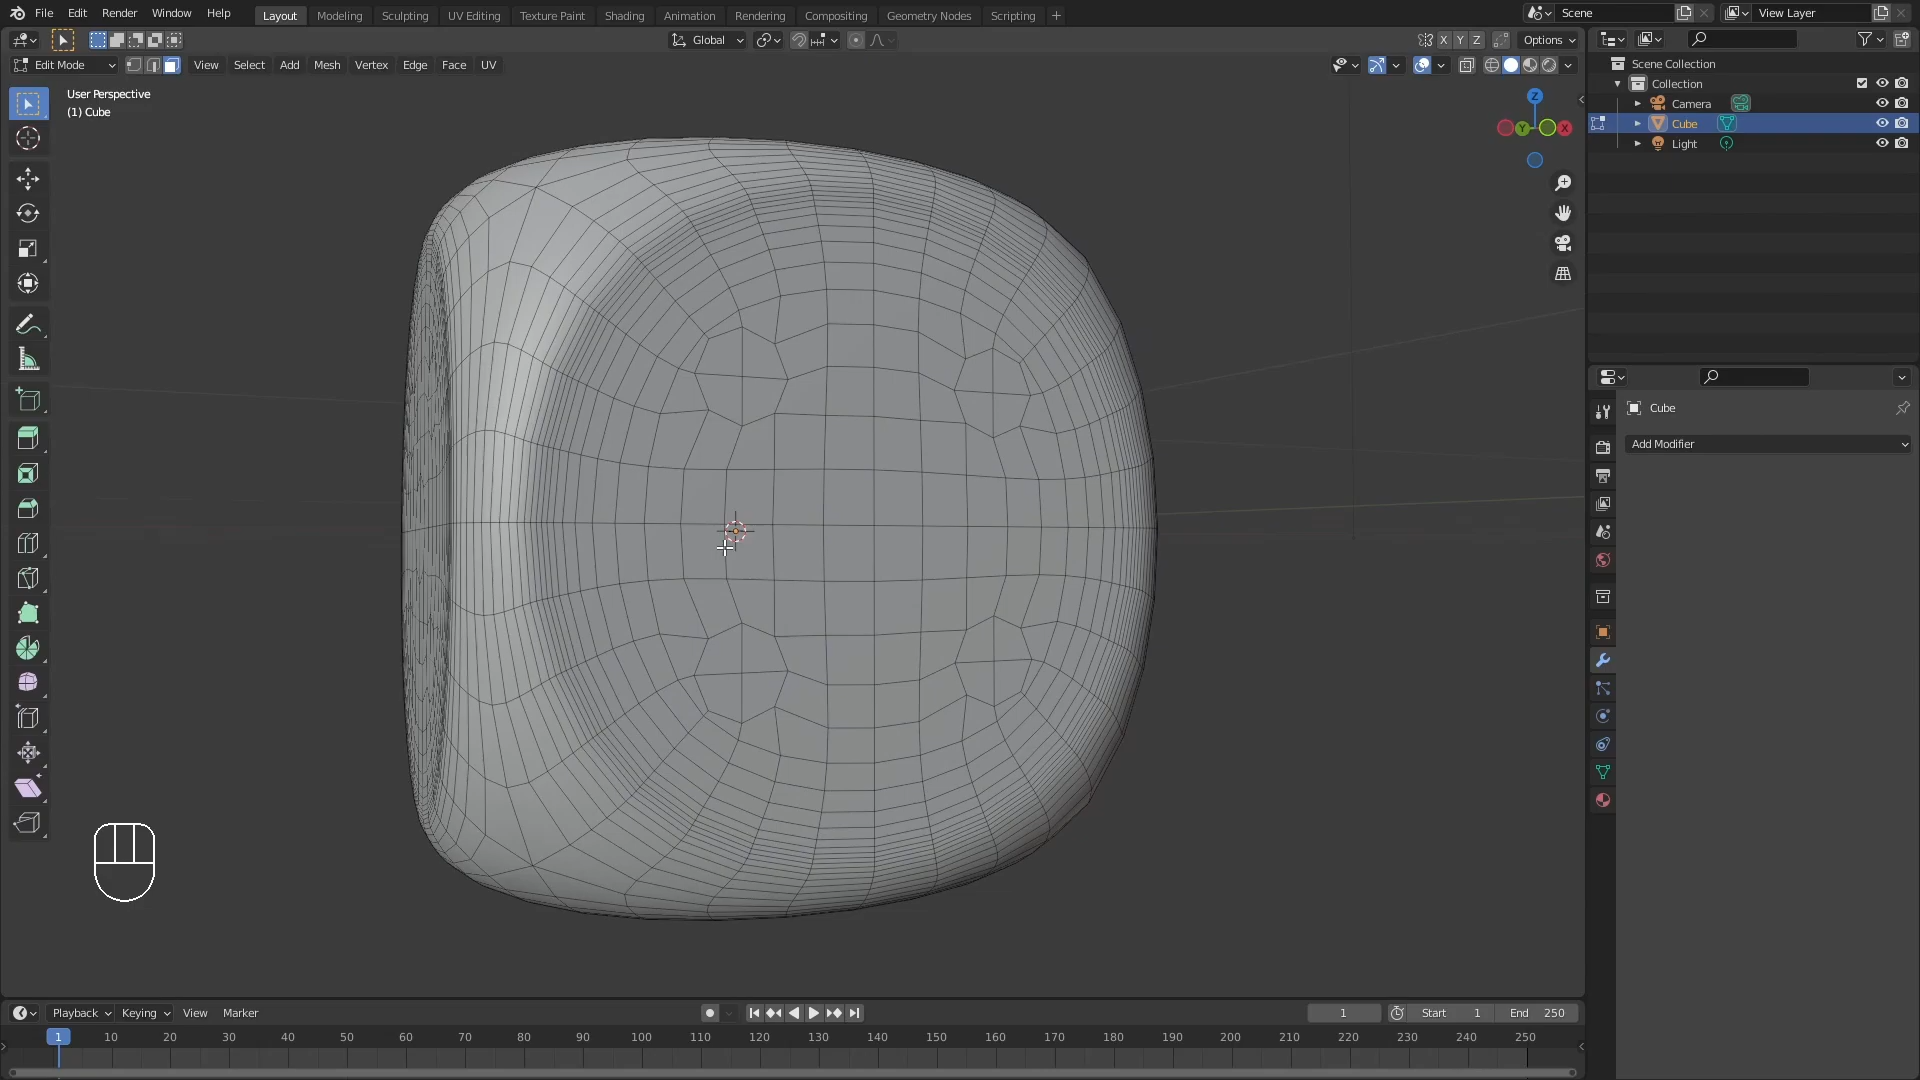 File Edit Render Window Help Layout Modeling Sculpting UV Editing Texture Paint Shading Animation Rendering Compositing Geometry Nodes Scripting + Scene View Layer
Global X Y Z Options
Edit Mode View Select Add Mesh Vertex Edge Face UV
User Perspective
(1) Cube
Z
Y X
Scene Collection
Collection
Camera
Cube
Light
Cube
Add Modifier
Playback Keying View Marker 1 Start 1 End 250
1 10 20 30 40 50 60 70 80 90 100 110 120 130 140 150 160 170 180 190 200 210 220 230 240 250